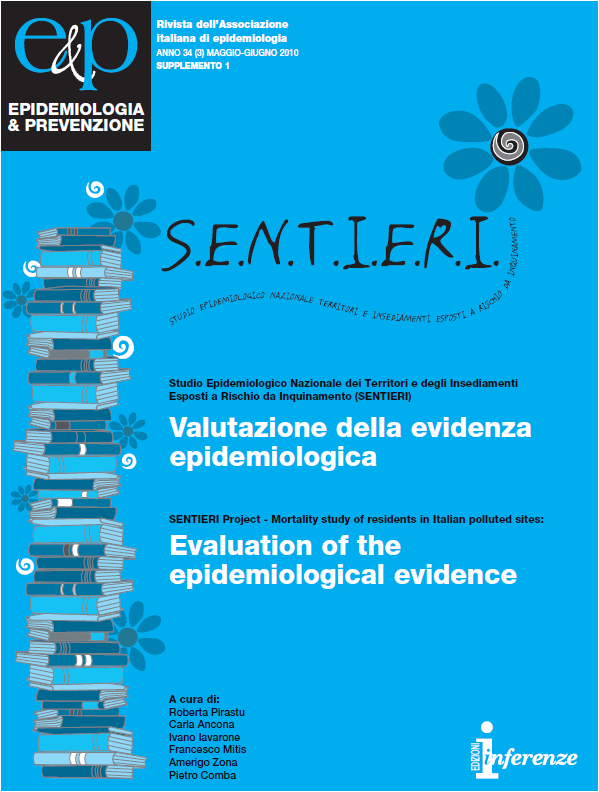 e&p
EPIDEMIOLOGIA
& PREVENZIONE
Rivista dell'Associazione
italiana di epidemiologia
ANNO 34 (3) MAGGIO-GIUGNO 2010
SUPPLEMENTO 1
S.E.N.T.I.E.R.I.
STUDIO EPIDEMIOLOGICO NAZIONALE TERRITORI E INSEDIAMENTI ESPOSTI A RISCHIO DA INQUINAMENTO
Studio Epidemiologico Nazionale dei Territori e degli Insediamenti
Esposti a Rischio da Inquinamento (SENTIERI)
Valutazione della evidenza
epidemiologica
SENTIERI Project - Mortality study of residents in Italian polluted sites:
Evaluation of the
epidemiological evidence
A cura di:
Roberta Pirastu
Carla Ancona
Ivano Iavarone
Francesco Mitis
Amerigo Zona
Pietro Comba
EDIZIONI
inferenze